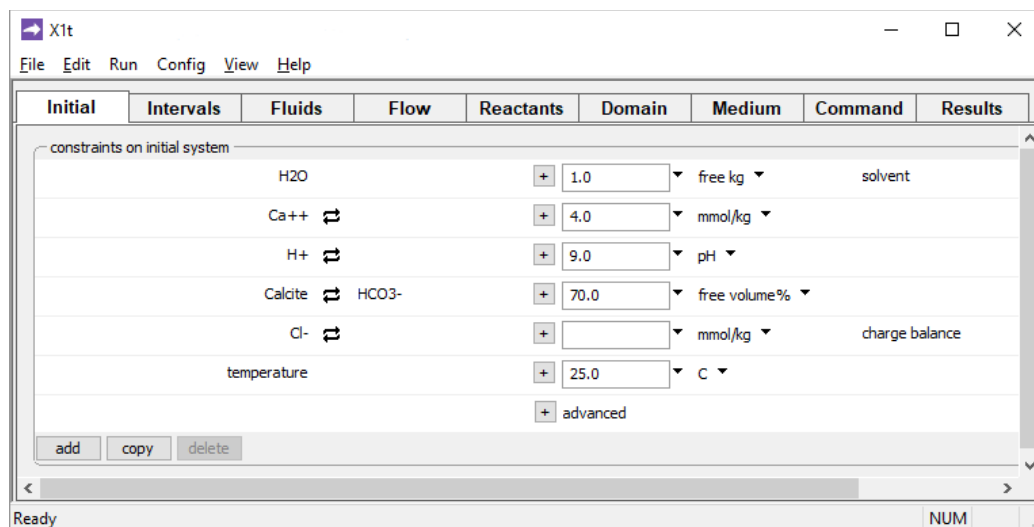 X1t
File Edit Run Config View Help
Initial Intervals Fluids Flow Reactants Domain Medium Command Results
constraints on initial system
H2O + 1.0 free kg solvent
Ca++ + 4.0 mmol/kg
H+ + 9.0 pH
Calcite HCO3- + 70.0 free volume%
Cl- + mmol/kg charge balance
temperature + 25.0 C
+ advanced
add copy delete
Ready NUM